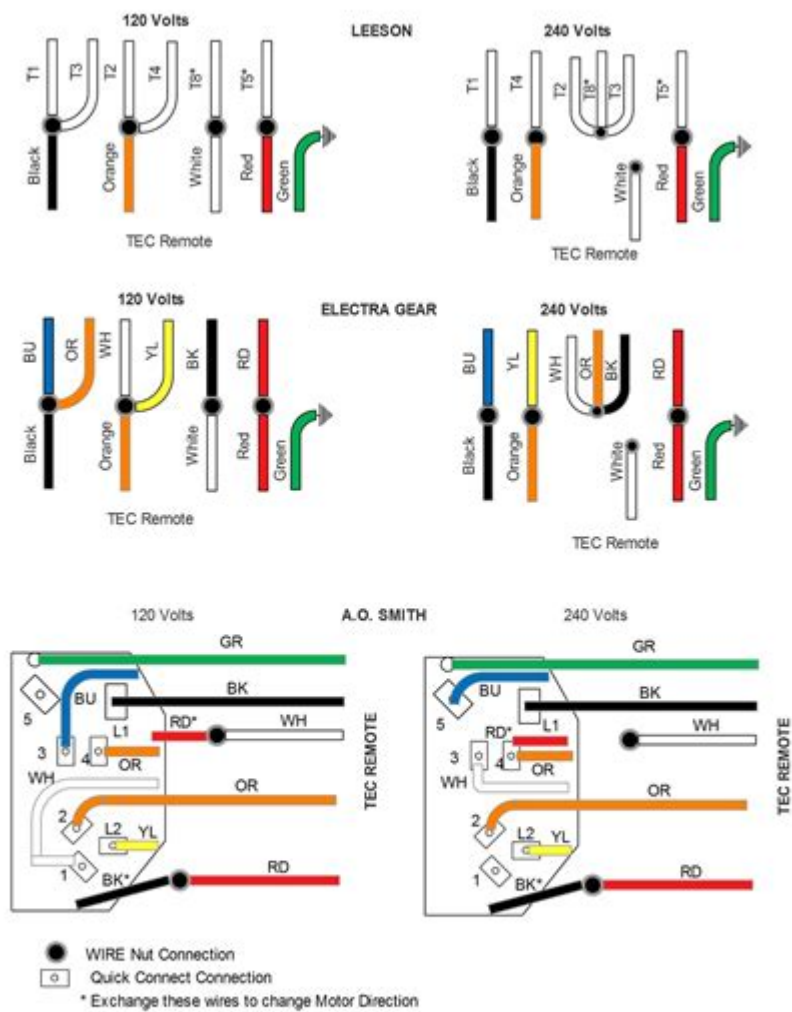 120 Volts
LEESON
240 Volts
T1
T3
T2
T4
T8*
T5*
T1
T4
T2
T8*
T3
T5*
Black
Orange
White
Red
Green
Black
Orange
White
Red
Green
TEC Remote
TEC Remote
120 Volts
ELECTRA GEAR
240 Volts
BU
OR
WH
YL
BK
RD
BU
YL
WH
OR
BK
RD
Black
Orange
White
Red
Green
Black
Orange
White
Red
Green
TEC Remote
TEC Remote
120 Volts
A.O. SMITH
240 Volts
GR
BU
BK
5
L1
RD*
WH
3
4
OR
WH
OR
2
L2
YL
1
BK*
RD
TEC REMOTE
GR
BU
BK
5
L1
RD*
WH
3
4
OR
WH
OR
2
L2
YL
1
BK*
RD
TEC REMOTE
WIRE Nut Connection
Quick Connect Connection
* Exchange these wires to change Motor Direction